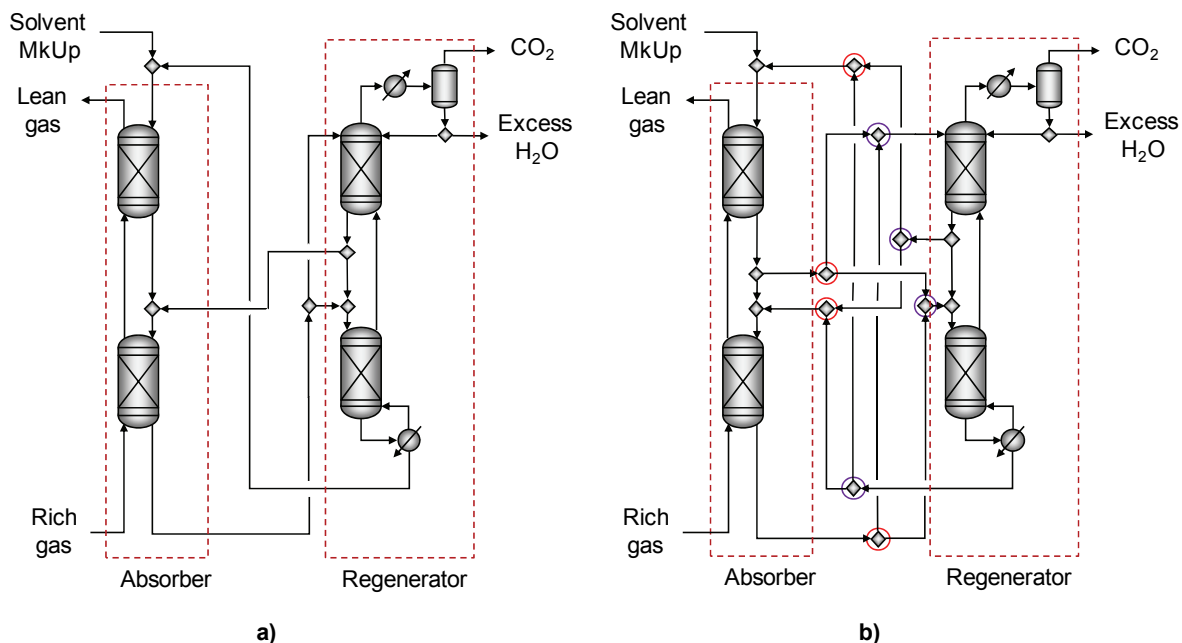 Solvent
MkUp
CO2
Lean
gas
Excess
H2O
Rich
gas
Absorber
Regenerator
a)
Solvent
MkUp
CO2
Lean
gas
Excess
H2O
Rich
gas
Absorber
Regenerator
b)